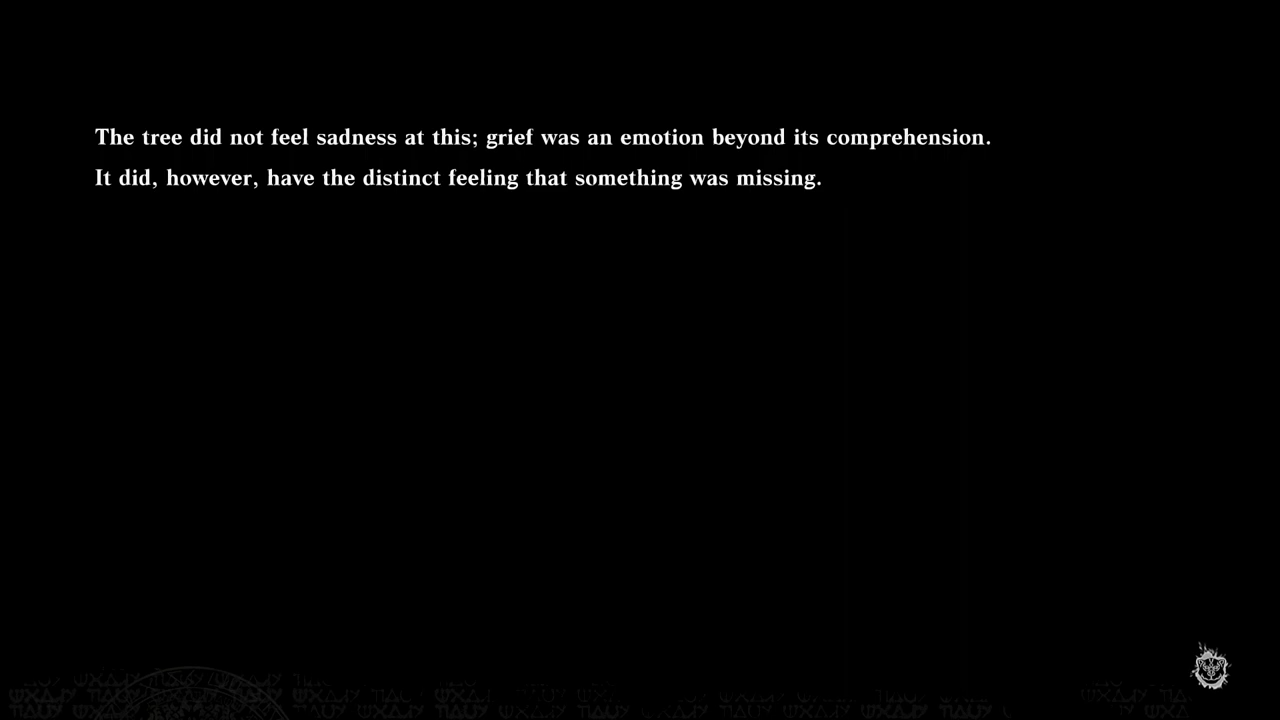 The tree did not feel sadness at this; grief was an emotion beyond its comprehension.
It did, however, have the distinct feeling that something was missing.